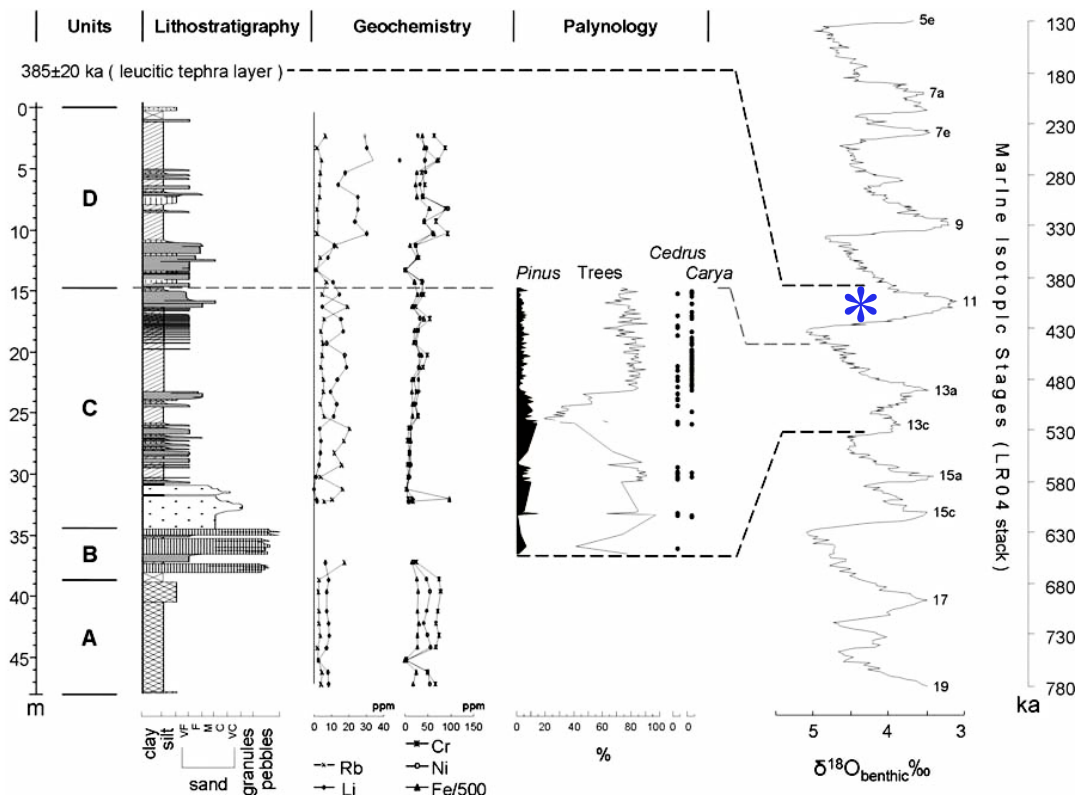 Units Lithostratigraphy Geochemistry Palynology
385±20 ka ( leucitic tephra layer )
0
5
10
15
20
25
30
35
40
45
m
D
C
B
A
clay
silt
VF
F
M
C
VC
sand
granules
pebbles
ppm
0 10 20 30 40
ppm
0 50 100 150
Rb
Li
Cr
Ni
Fe/500
Pinus Trees Cedrus Carya
0 20 40 60 80 100 0 20 0 20
%
*
5e
7a
7e
9
11
13a
13c
15a
15c
17
19
5 4 3
δ18Obenthic‰
Marine Isotopic Stages (LR04 stack)
130
180
230
280
330
380
430
480
530
580
630
680
730
780
ka